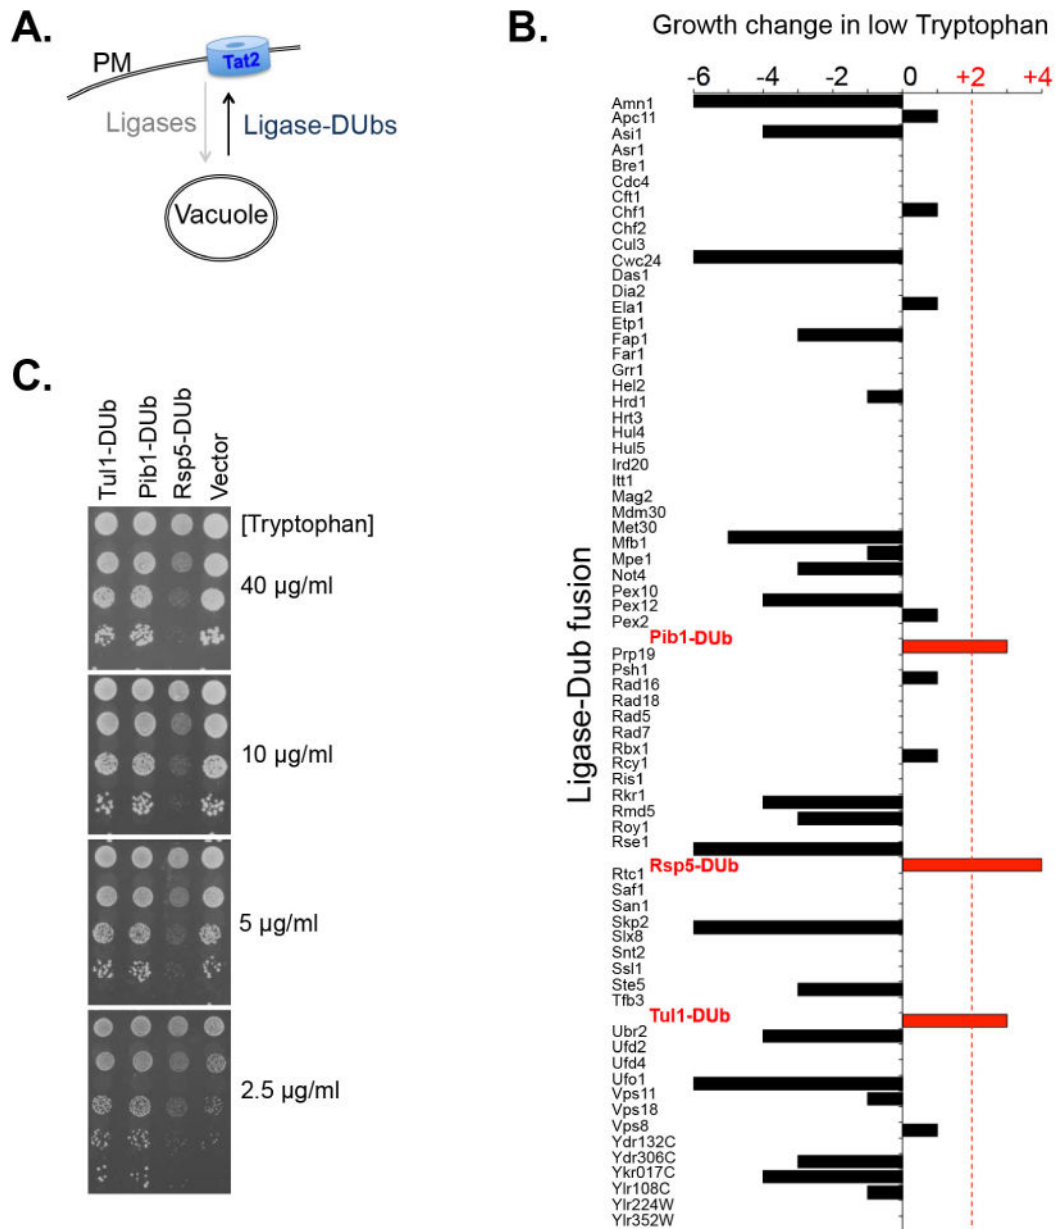 A.
PM
Tat2
Ligases
Ligase-DUbs
Vacuole
B.
Growth change in low Tryptophan
-6 -4 -2 0 +2 +4
Ligase-Dub fusion
Amn1
Apc11
Asi1
Asr1
Bre1
Cdc4
Cft1
Chf1
Chf2
Cul3
Cwc24
Das1
Dia2
Ela1
Etp1
Fap1
Far1
Grr1
Hel2
Hrd1
Hrt3
Hul4
Hul5
Ird20
Itt1
Mag2
Mdm30
Met30
Mfb1
Mpe1
Not4
Pex10
Pex12
Pex2
Pib1-DUb
Prp19
Psh1
Rad16
Rad18
Rad5
Rad7
Rbx1
Rcy1
Ris1
Rkr1
Rmd5
Roy1
Rse1
Rsp5-DUb
Rtc1
Saf1
San1
Skp2
Slx8
Snt2
Ssl1
Ste5
Tfb3
Tul1-DUb
Ubr2
Ufd2
Ufd4
Ufo1
Vps11
Vps18
Vps8
Ydr132C
Ydr306C
Ykr017C
Ylr108C
Ylr224W
Ylr352W
C.
Tul1-DUb
Pib1-DUb
Rsp5-DUb
Vector
[Tryptophan]
40 µg/ml
10 µg/ml
5 µg/ml
2.5 µg/ml